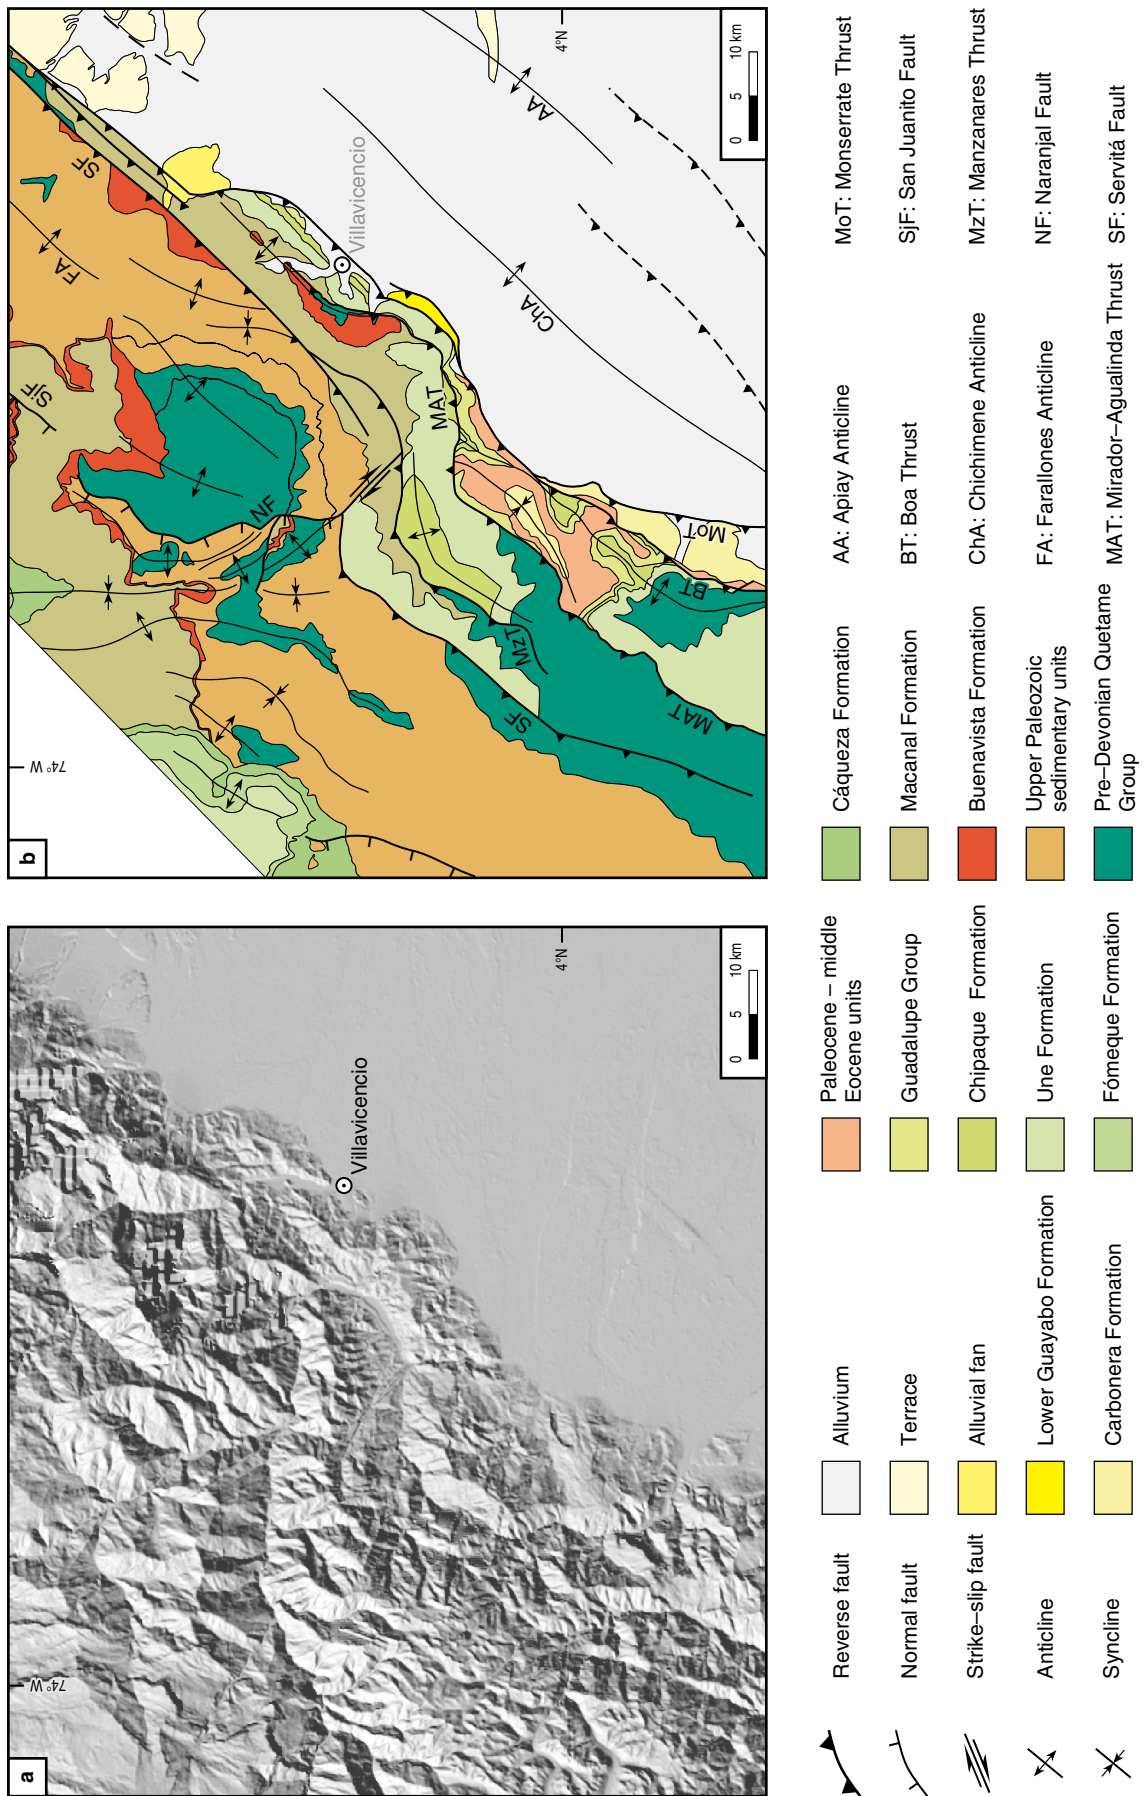 a
74° W
4°N
Villavicencio
0 5 10 km
b
74° W
4°N
SjF
FA
SF
NF
Villavicencio
AA
ChA
MAT
MzT
SF
MAT
BT
MoT
0 5 10 km
Reverse fault
Normal fault
Strike–slip fault
Anticline
Syncline
Alluvium
Terrace
Alluvial fan
Lower Guayabo Formation
Carbonera Formation
Paleocene – middle
Eocene units
Guadalupe Group
Chipaque Formation
Une Formation
Fómeque Formation
Cáqueza Formation
Macanal Formation
Buenavista Formation
Upper Paleozoic
sedimentary units
Pre–Devonian Quetame
Group
AA: Apiay Anticline
BT: Boa Thrust
ChA: Chichimene Anticline
FA: Farallones Anticline
MAT: Mirador–Agualinda Thrust
MoT: Monserrate Thrust
SjF: San Juanito Fault
MzT: Manzanares Thrust
NF: Naranjal Fault
SF: Servitá Fault